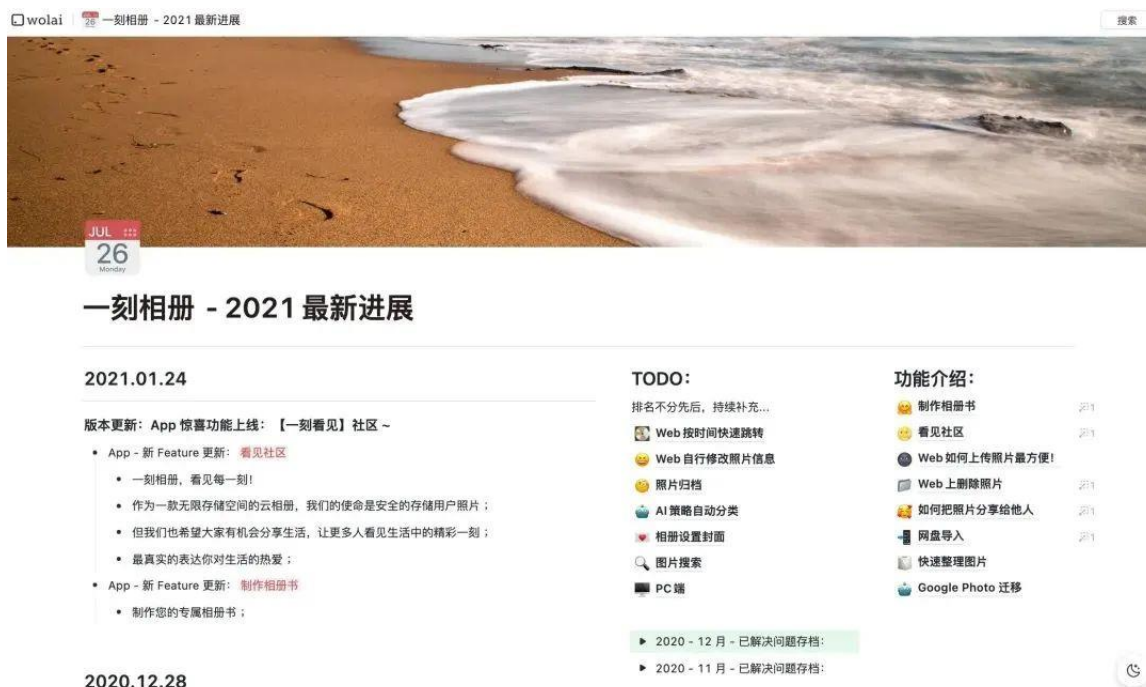 wolai
一刻相册 - 2021 最新进展
搜索
JUL
26
Monday
一刻相册 - 2021 最新进展
2021.01.24
版本更新：App 惊喜功能上线：【一刻看见】社区 ~
App - 新 Feature 更新： 看见社区
一刻相册，看见每一刻！
作为一款无限存储空间的云相册，我们的使命是安全的存储用户照片；
但我们也希望大家有机会分享生活，让更多人看见生活中的精彩一刻；
最真实的表达你对生活的热爱；
App - 新 Feature 更新： 制作相册书
制作您的专属相册书；
2020.12.28
TODO：
排名不分先后，持续补充...
Web 按时间快速跳转
Web 自行修改照片信息
照片归档
AI 策略自动分类
相册设置封面
图片搜索
PC 端
2020 - 12 月 - 已解决问题存档：
2020 - 11 月 - 已解决问题存档：
功能介绍：
制作相册书 1
看见社区 1
Web 如何上传照片最方便！
Web 上删除照片 1
如何把照片分享给他人 1
网盘导入 1
快速整理图片
Google Photo 迁移